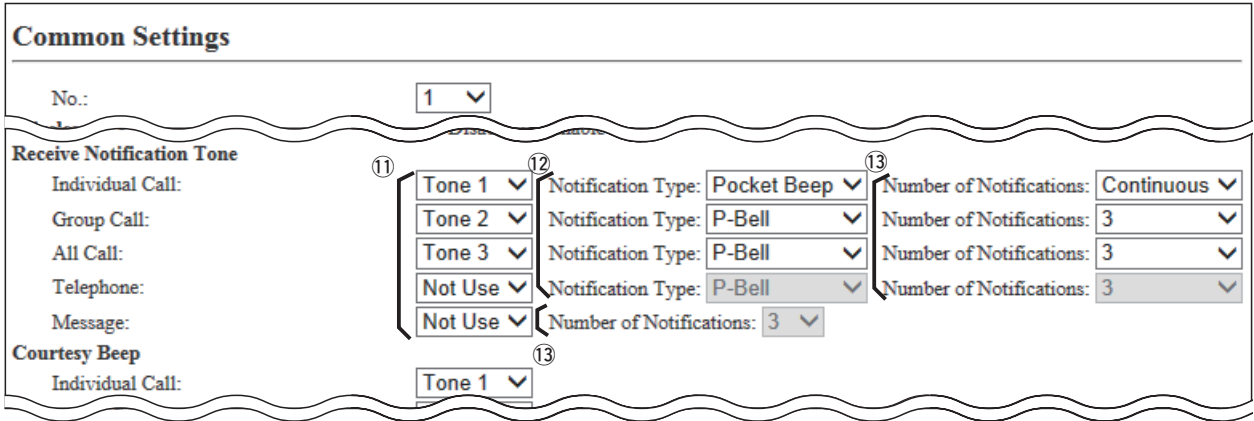 Common Settings
No.: 1
Receive Notification Tone
⑪ ⑫ ⑬
Individual Call: Tone 1 Notification Type: Pocket Beep Number of Notifications: Continuous
Group Call: Tone 2 Notification Type: P-Bell Number of Notifications: 3
All Call: Tone 3 Notification Type: P-Bell Number of Notifications: 3
Telephone: Not Use Notification Type: P-Bell Number of Notifications: 3
Message: Not Use Number of Notifications: 3
Courtesy Beep ⑬
Individual Call: Tone 1